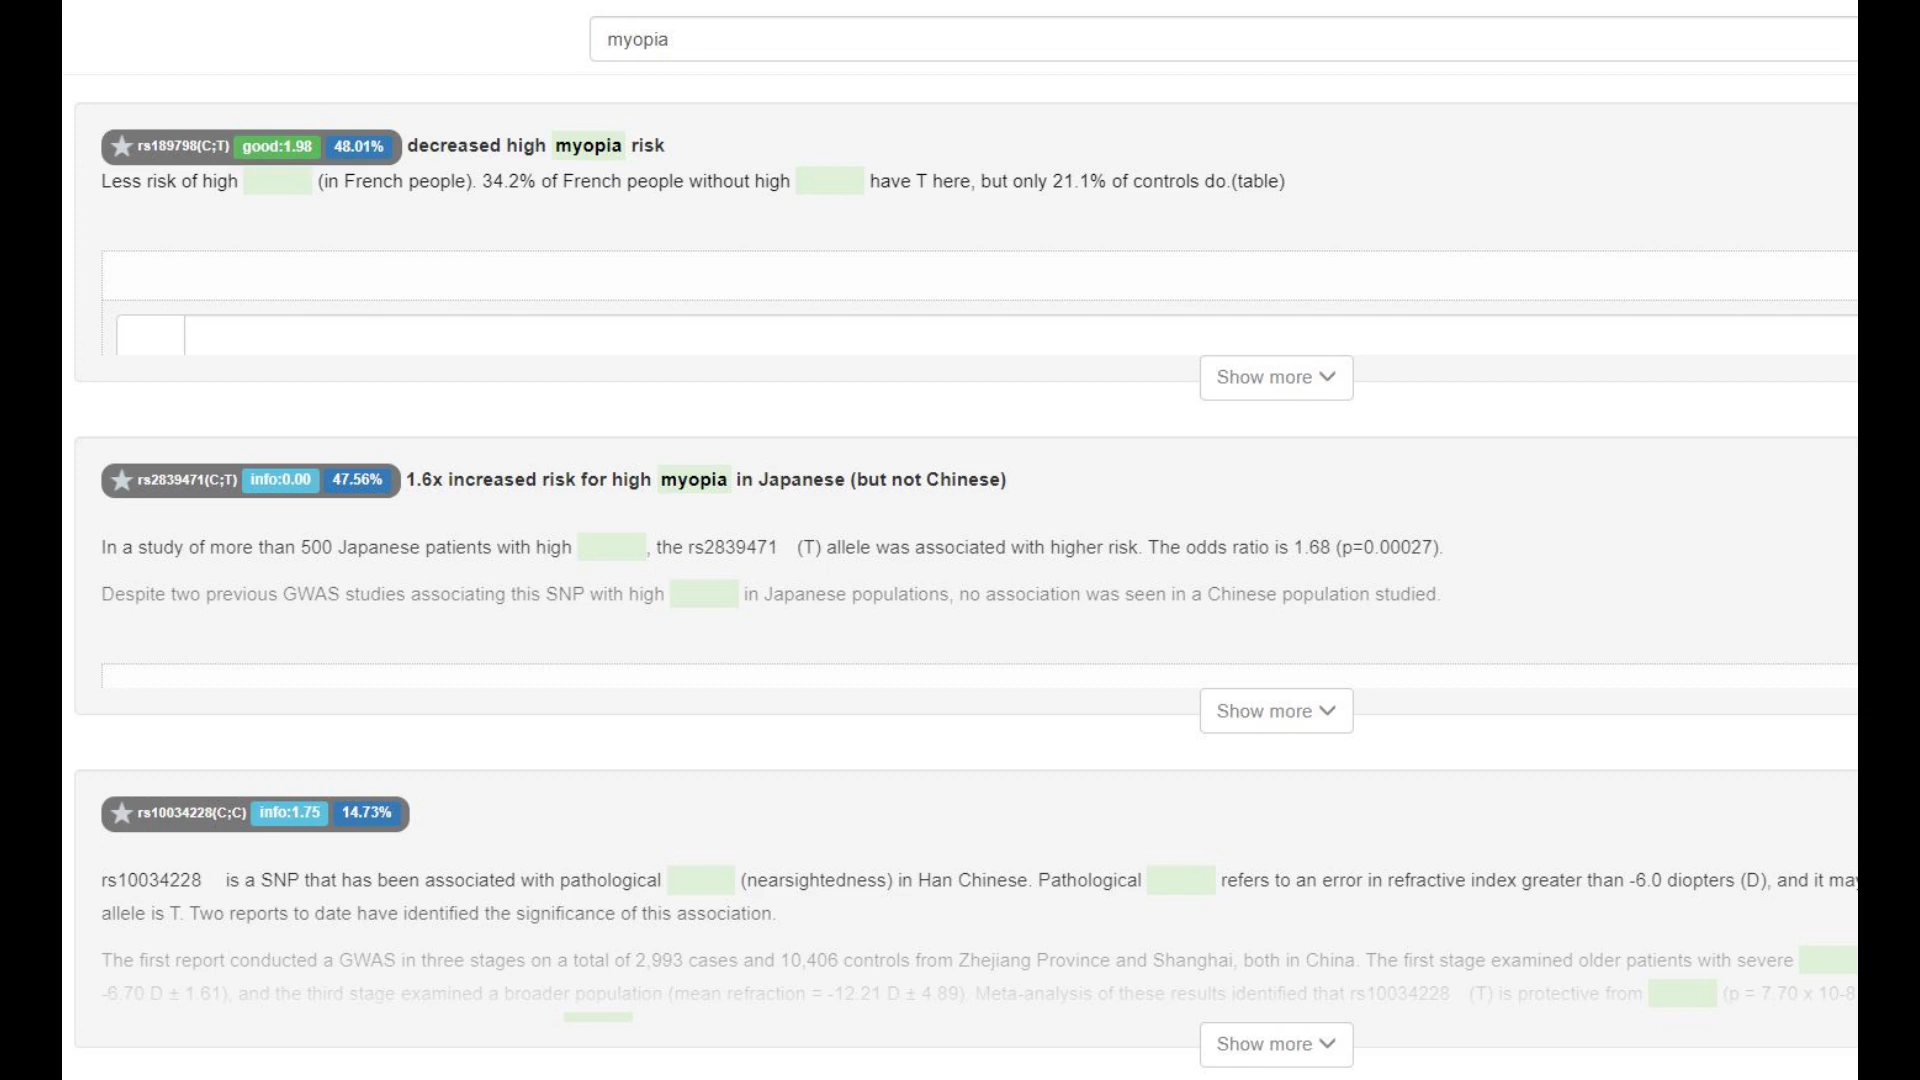 myopia
rs189798(C;T) good:1.98 48.01% decreased high myopia risk
Less risk of high (in French people). 34.2% of French people without high have T here, but only 21.1% of controls do.(table)
Show more
rs2839471(C;T) info:0.00 47.56% 1.6x increased risk for high myopia in Japanese (but not Chinese)
In a study of more than 500 Japanese patients with high , the rs2839471 (T) allele was associated with higher risk. The odds ratio is 1.68 (p=0.00027).
Despite two previous GWAS studies associating this SNP with high in Japanese populations, no association was seen in a Chinese population studied.
Show more
rs10034228(C;C) info:1.75 14.73%
rs10034228 is a SNP that has been associated with pathological (nearsightedness) in Han Chinese. Pathological refers to an error in refractive index greater than -6.0 diopters (D), and it may
allele is T. Two reports to date have identified the significance of this association.
The first report conducted a GWAS in three stages on a total of 2,993 cases and 10,406 controls from Zhejiang Province and Shanghai, both in China. The first stage examined older patients with severe
-6.70 D ± 1.61), and the third stage examined a broader population (mean refraction = -12.21 D ± 4.89). Meta-analysis of these results identified that rs10034228 (T) is protective from (p = 7.70 x 10-8
Show more